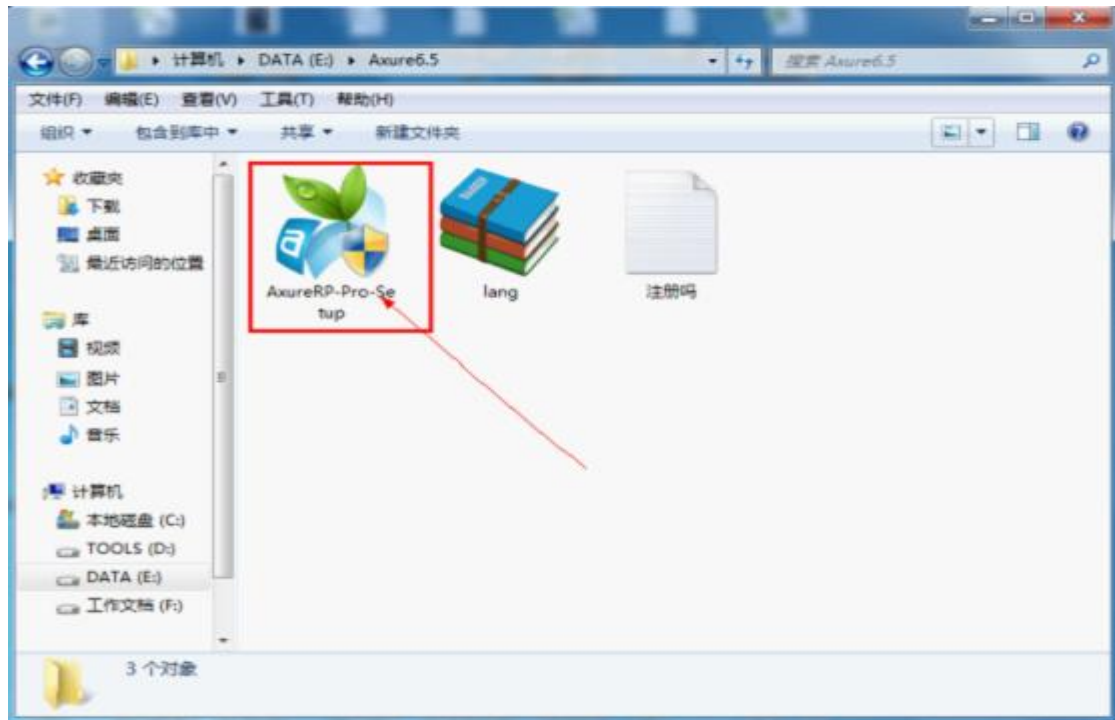 计算机 ▸ DATA (E:) ▸ Axure6.5
搜索 Axure6.5
文件(F) 编辑(E) 查看(V) 工具(T) 帮助(H)
组织 包含到库中 共享 新建文件夹
收藏夹
下载
桌面
最近访问的位置
库
视频
图片
文档
音乐
计算机
本地磁盘 (C:)
TOOLS (D:)
DATA (E:)
工作文档 (F:)
AxureRP-Pro-Se
tup
lang
注册吗
3 个对象